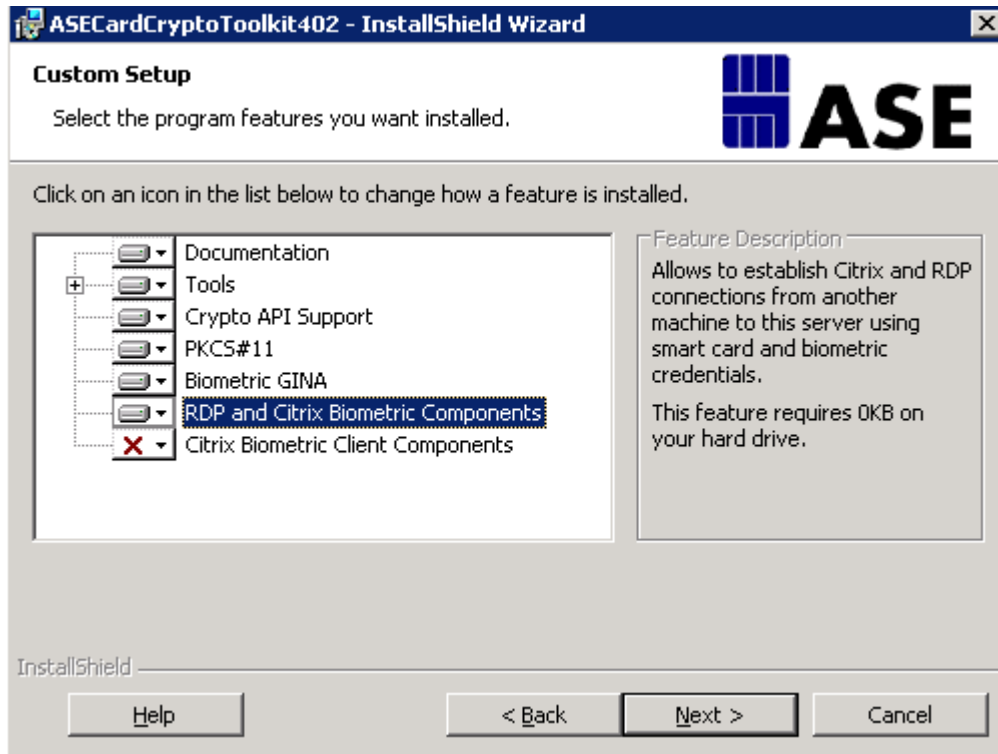 ASECardCryptoToolkit402 - InstallShield Wizard
Custom Setup
Select the program features you want installed.
ASE
Click on an icon in the list below to change how a feature is installed.
Documentation
Tools
Crypto API Support
PKCS#11
Biometric GINA
RDP and Citrix Biometric Components
Citrix Biometric Client Components
Feature Description
Allows to establish Citrix and RDP
connections from another
machine to this server using
smart card and biometric
credentials.
This feature requires 0KB on
your hard drive.
InstallShield
Help
< Back
Next >
Cancel